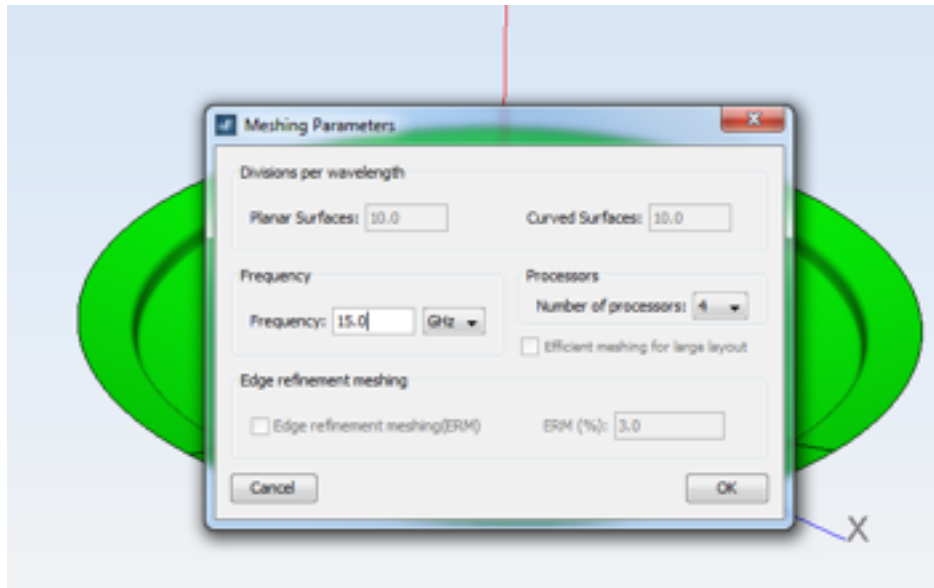 Meshing Parameters
Divisions per wavelength
Planar Surfaces: 10.0 Curved Surfaces: 10.0
Frequency
Frequency: 15.0 GHz
Processors
Number of processors: 4
Efficient meshing for large layout
Edge refinement meshing
Edge refinement meshing(ERM) ERM (%): 3.0
Cancel OK
X